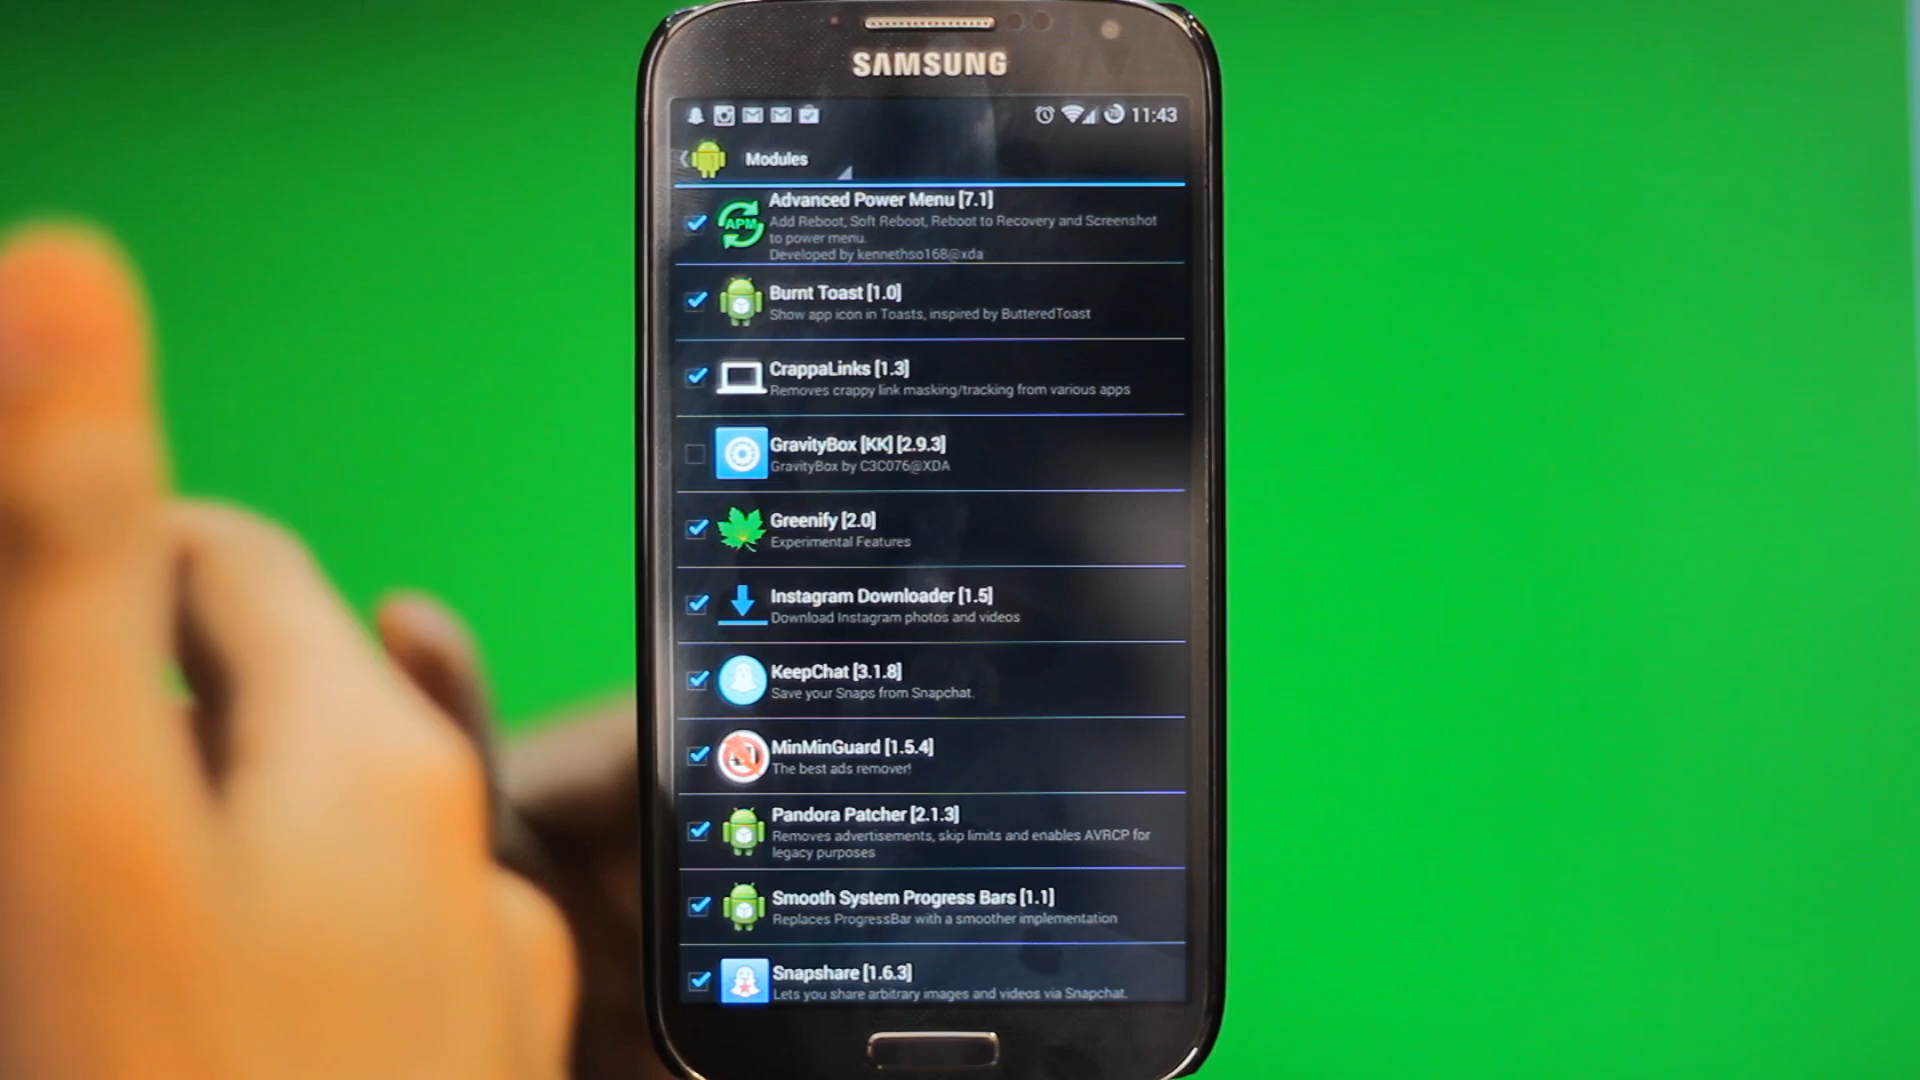 SAMSUNG
11:43
Modules
Advanced Power Menu [7.1]
Add Reboot, Soft Reboot, Reboot to Recovery and Screenshot
to power menu.
Developed by kennethso168@xda
APM
Burnt Toast [1.0]
Show app icon in Toasts, inspired by ButteredToast
CrappaLinks [1.3]
Removes crappy link masking/tracking from various apps
GravityBox [KK] [2.9.3]
GravityBox by C3C076@XDA
Greenify [2.0]
Experimental Features
Instagram Downloader [1.5]
Download Instagram photos and videos
KeepChat [3.1.8]
Save your Snaps from Snapchat.
MinMinGuard [1.5.4]
The best ads remover!
Pandora Patcher [2.1.3]
Removes advertisements, skip limits and enables AVRCP for
legacy purposes
Smooth System Progress Bars [1.1]
Replaces ProgressBar with a smoother implementation
Snapshare [1.6.3]
Lets you share arbitrary images and videos via Snapchat.